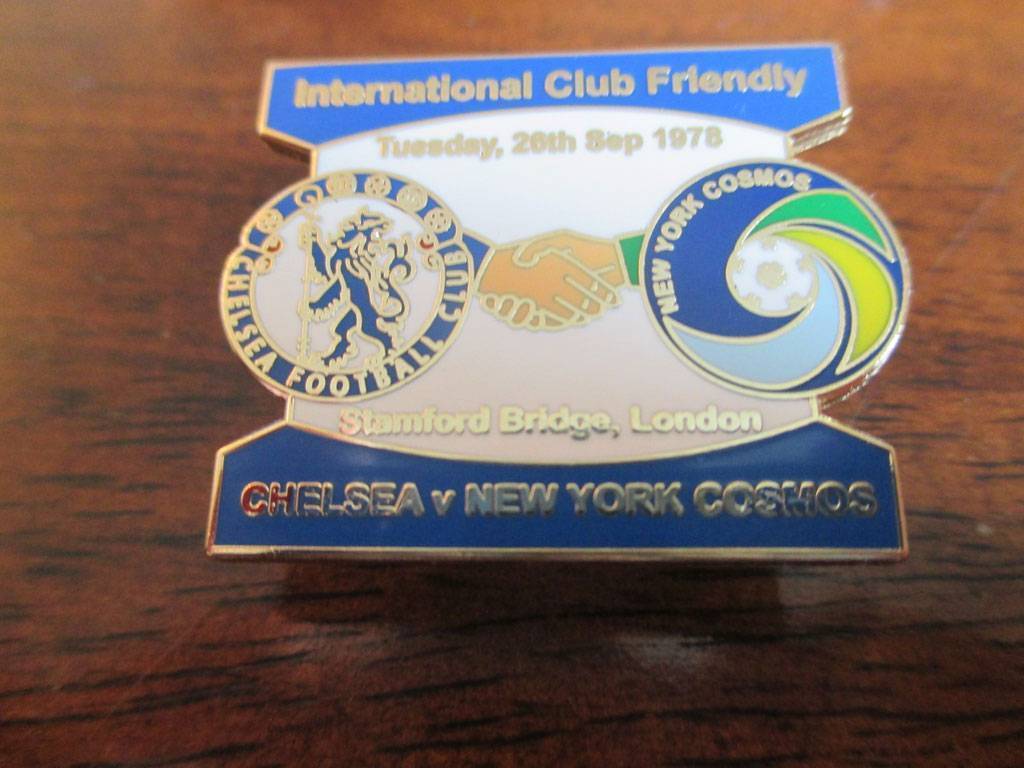 International Club Friendly
Tuesday, 26th Sep 1978
CHELSEA FOOTBALL CLUB
NEW YORK COSMOS
Stamford Bridge, London
CHELSEA v NEW YORK COSMOS